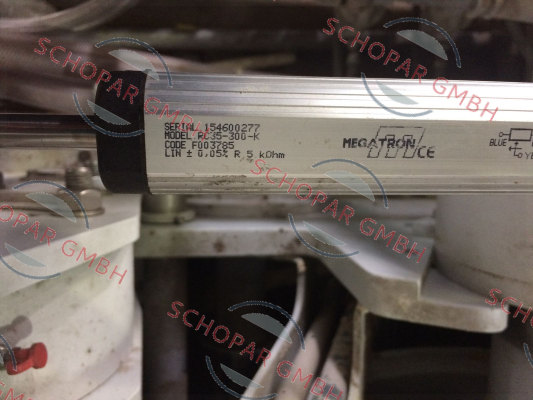 SERIAL 154600277
MODEL RC35-300-K
CODE F003785
LIN ± 0,05% R 5 kOhm
MEGATRON CE
BLUE
SCHOPAR GMBH
SCHOPAR GMBH
SCHOPAR GMBH
SCHOPAR GMBH
SCHOPAR GMBH